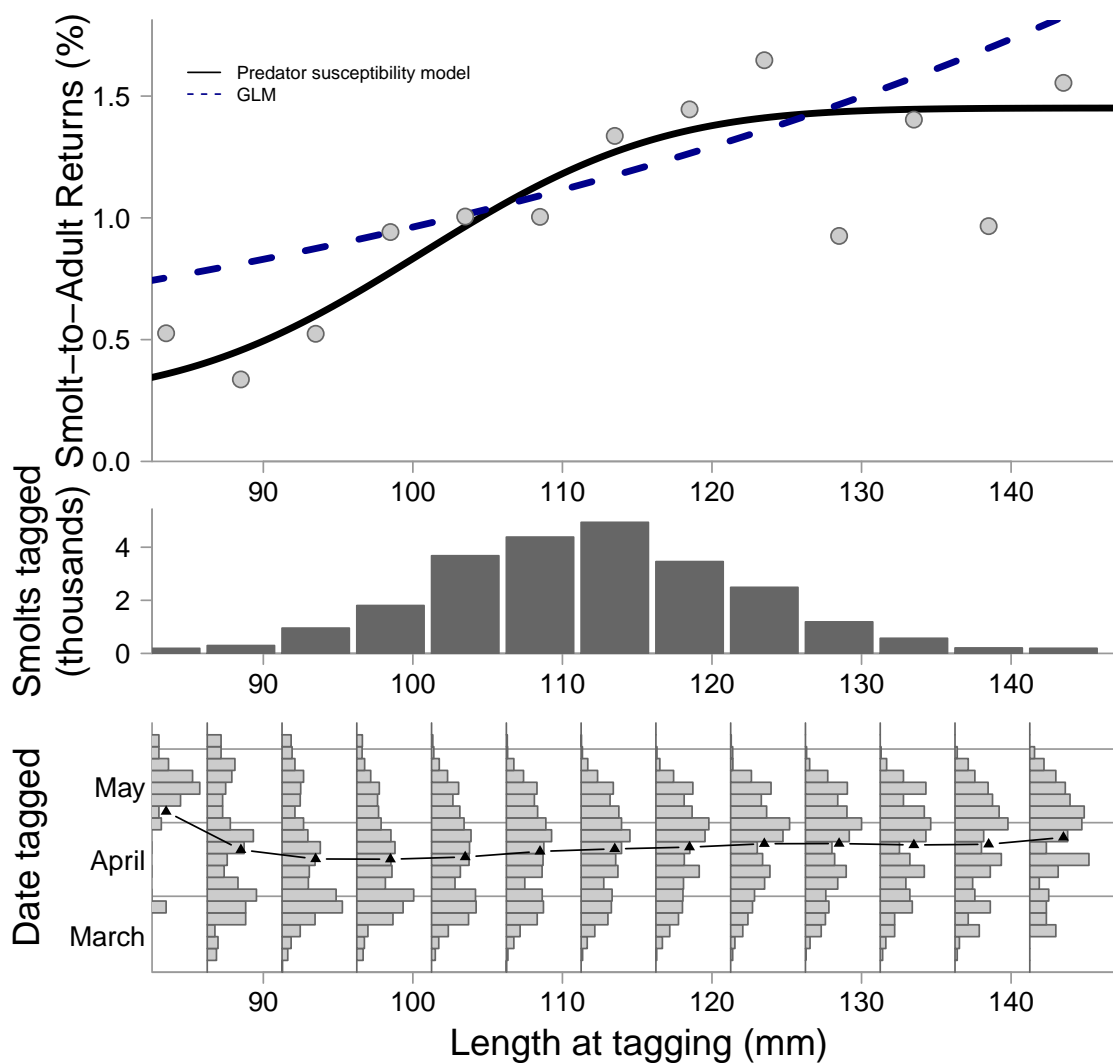 Smolt−to−Adult Returns (%)
Predator susceptibility model
GLM
1.5
1.0
0.5
0.0
90 100 110 120 130 140
Smolts tagged
(thousands)
4
2
0
90 100 110 120 130 140
Date tagged
May
April
March
90 100 110 120 130 140
Length at tagging (mm)